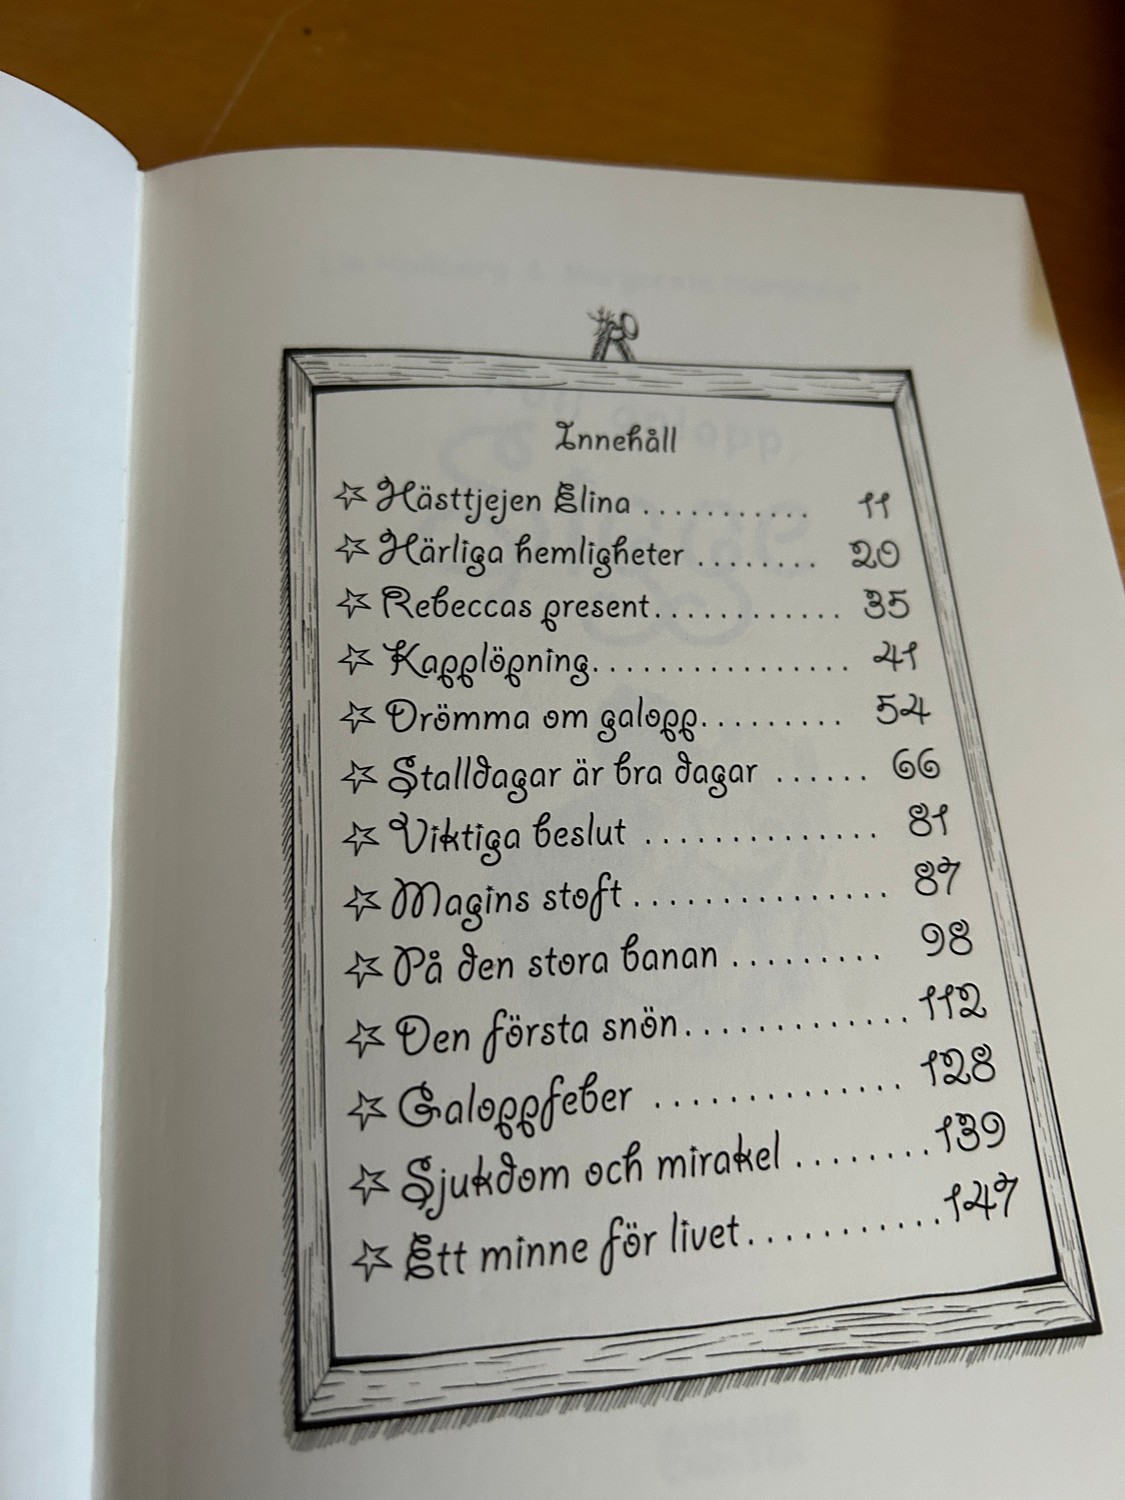 Innehåll
Hästtjejen Elina ........... 11
Härliga hemligheter ........ 20
Rebeccas present............. 35
Kapplöpning................ 41
Drömma om galopp......... 54
Stalldagar är bra dagar ...... 66
Viktiga beslut .............. 81
Magins stoft ............... 87
På den stora banan ......... 98
Den första snön............. 112
Galoppfeber .............. 128
Sjukdom och mirakel ........ 139
Ett minne för livet........... 147